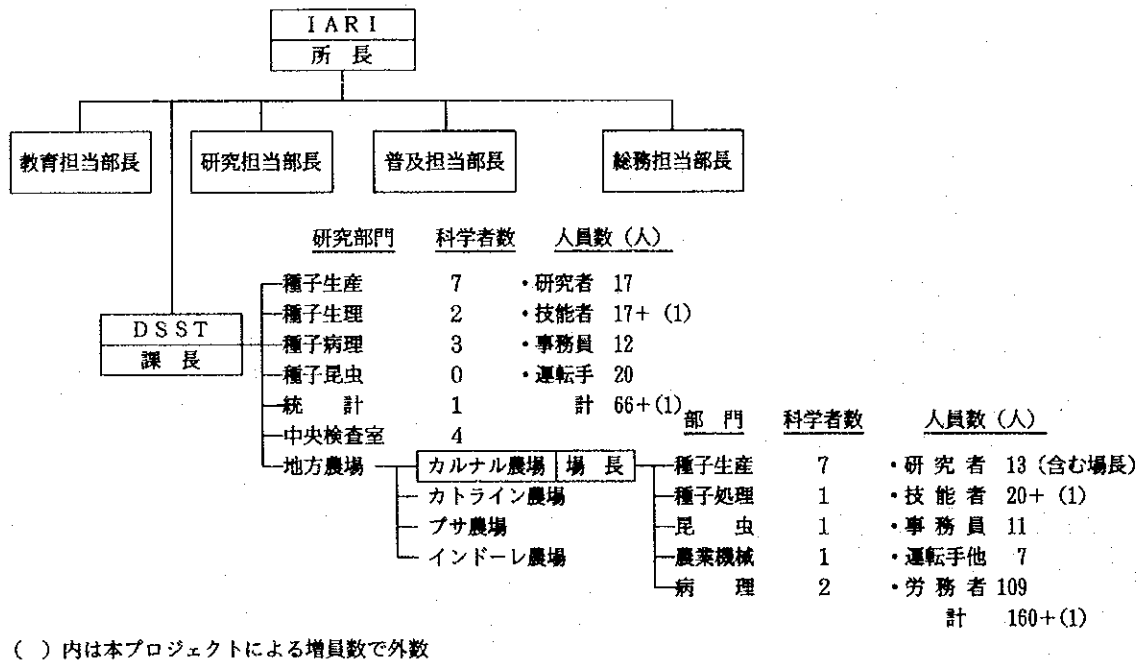 IARI
所 長
教育担当部長 研究担当部長 普及担当部長 総務担当部長
研究部門 科学者数 人員数（人）
種子生産 7 ・研究者 17
種子生理 2 ・技能者 17+ (1)
DSST
課 長
種子病理 3 ・事務員 12
種子昆虫 0 ・運転手 20
統 計 1 計 66+(1)
中央検査室 4
地方農場 カルナル農場 場 長
カトライン農場
プサ農場
インドーレ農場
部 門 科学者数 人員数（人）
種子生産 7 ・研 究 者 13（含む場長）
種子処理 1 ・技 能 者 20+ (1)
昆 虫 1 ・事 務 員 11
農業機械 1 ・運転手他 7
病 理 2 ・労 務 者 109
計 160+(1)
（ ）内は本プロジェクトによる増員数で外数